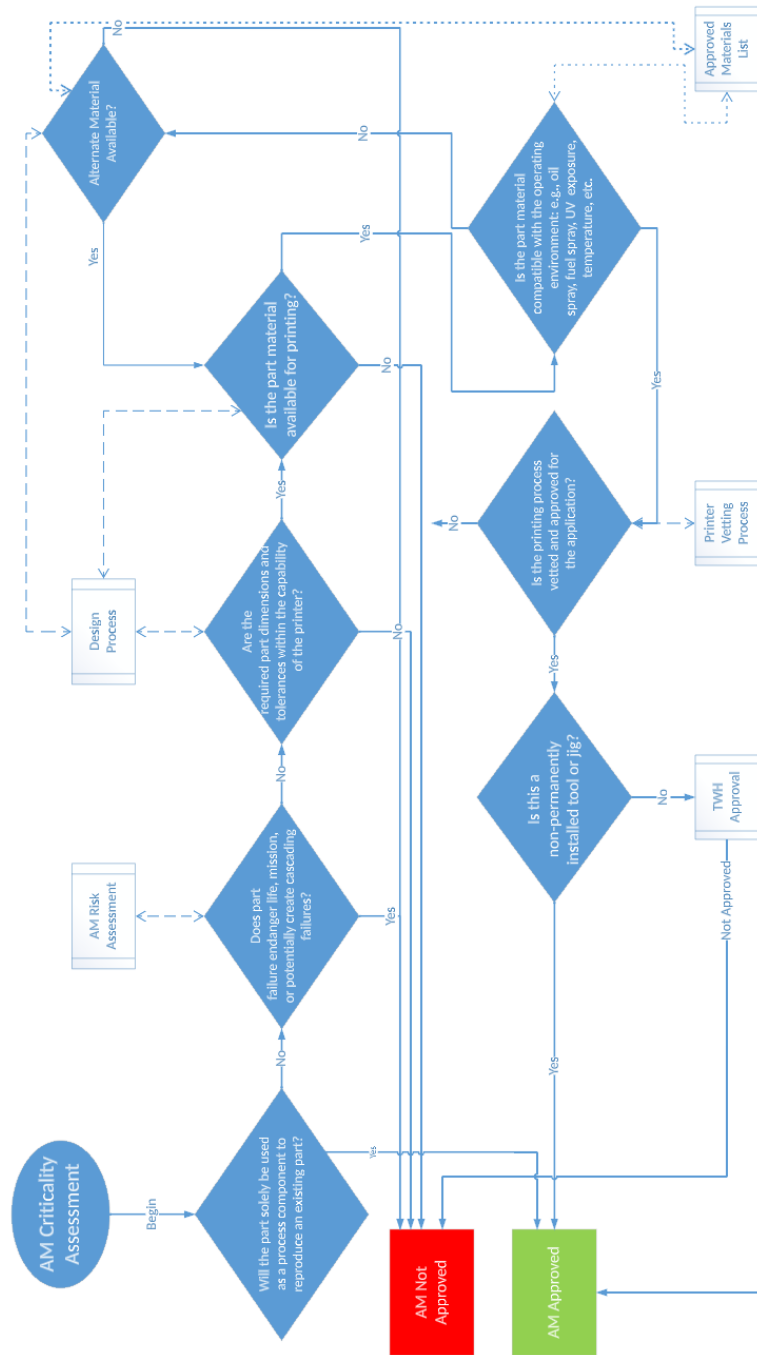 AM Criticality
Assessment
Begin
Will the part solely be used
as a process component to
reproduce an existing part?
Yes
No
AM Risk
Assessment
Does part
failure endanger life, mission,
or potentially create cascading
failures?
Yes
No
Design
Process
Are the
required part dimensions and
tolerances within the capability
of the printer?
No
Yes
Is the part material
available for printing?
No
Yes
Alternate Material
Available?
Yes
No
AM Not
Approved
AM Approved
Yes
Is this a
non-permanently
installed tool or jig?
No
TWH
Approval
Not Approved
Yes
Is the printing process
vetted and approved for
the application?
No
Printer
Vetting
Process
Yes
Is the part material
compatible with the operating
environment: e.g., oil
spray, fuel spray, UV exposure,
temperature, etc.
No
Approved
Materials
List